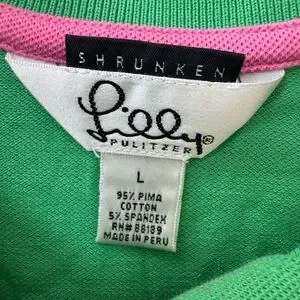 SHRUNKEN
Lilly®
PULITZER
L
95% PIMA
COTTON
5% SPANDEX
RN# 88189
MADE IN PERU